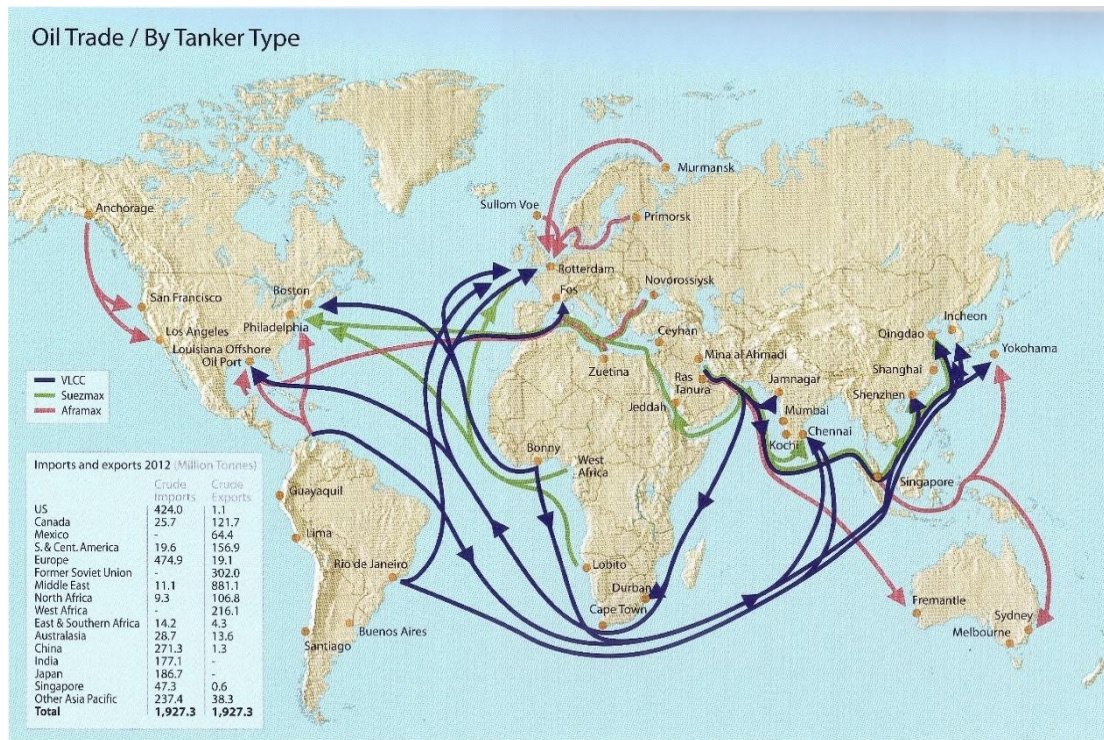 Oil Trade / By Tanker Type
Murmansk
Anchorage
Sullom Voe
Primorsk
Rotterdam
Novorossiysk
Boston
Fos
San Francisco
Philadelphia
Ceyhan
Incheon
Qingdao
Los Angeles
Louisiana Offshore
Oil Port
Mina al Ahmadi
Yokohama
Zuetina
Ras
Tanura
Jamnagar
Shanghai
VLCC
Suezmax
Aframax
Jeddah
Mumbai
Shenzhen
Chennai
Kochi
Bonny
West
Africa
Singapore
Imports and exports 2012 (Million Tonnes)
Crude Crude
Imports Exports
US 424.0 1.1
Canada 25.7 121.7
Mexico - 64.4
S. & Cent. America 19.6 156.9
Europe 474.9 19.1
Former Soviet Union - 302.0
Middle East 11.1 881.1
North Africa 9.3 106.8
West Africa - 216.1
East & Southern Africa 14.2 4.3
Australasia 28.7 13.6
China 271.3 1.3
India 177.1 -
Japan 186.7 -
Singapore 47.3 0.6
Other Asia Pacific 237.4 38.3
Total 1,927.3 1,927.3
Guayaquil
Lima
Rio de Janeiro
Lobito
Durban
Cape Town
Fremantle
Sydney
Melbourne
Buenos Aires
Santiago